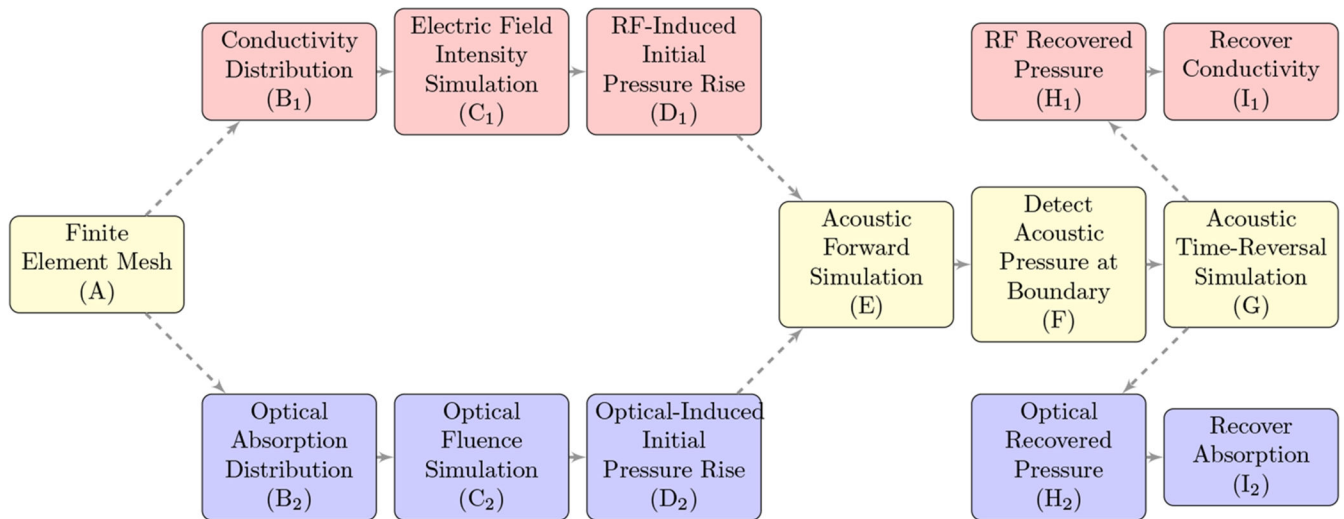 Conductivity
Distribution
(B₁)
Electric Field
Intensity
Simulation
(C₁)
RF-Induced
Initial
Pressure Rise
(D₁)
RF Recovered
Pressure
(H₁)
Recover
Conductivity
(I₁)
Finite
Element Mesh
(A)
Acoustic
Forward
Simulation
(E)
Detect
Acoustic
Pressure at
Boundary
(F)
Acoustic
Time-Reversal
Simulation
(G)
Optical
Absorption
Distribution
(B₂)
Optical
Fluence
Simulation
(C₂)
Optical-Induced
Initial
Pressure Rise
(D₂)
Optical
Recovered
Pressure
(H₂)
Recover
Absorption
(I₂)